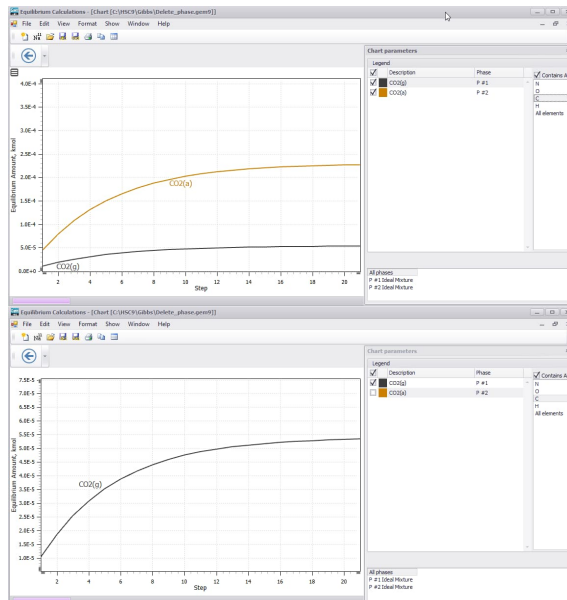 Equilibrium Calculations - [Chart [C:\HSC9\Gibbs\Delete_phase.gem9]]
File Edit View Format Show Window Help
Chart parameters
Legend
Description Phase
CO2(g) P #1
CO2(a) P #2
Contains A
N
O
C
H
All elements
4.0E-4
3.5E-4
3.0E-4
2.5E-4
2.0E-4
1.5E-4
1.0E-4
5.0E-5
0.0E+0
Equilibrium Amount, kmol
CO2(a)
CO2(g)
2 4 6 8 10 12 14 16 18 20
Step
All phases
P #1 Ideal Mixture
P #2 Ideal Mixture
Equilibrium Calculations - [Chart [C:\HSC9\Gibbs\Delete_phase.gem9]]
File Edit View Format Show Window Help
Chart parameters
Legend
Description Phase
CO2(g) P #1
CO2(a) P #2
Contains A
N
O
C
H
All elements
7.5E-5
7.0E-5
6.5E-5
6.0E-5
5.5E-5
5.0E-5
4.5E-5
4.0E-5
3.5E-5
3.0E-5
2.5E-5
2.0E-5
1.5E-5
1.0E-5
Equilibrium Amount, kmol
CO2(g)
2 4 6 8 10 12 14 16 18 20
Step
All phases
P #1 Ideal Mixture
P #2 Ideal Mixture